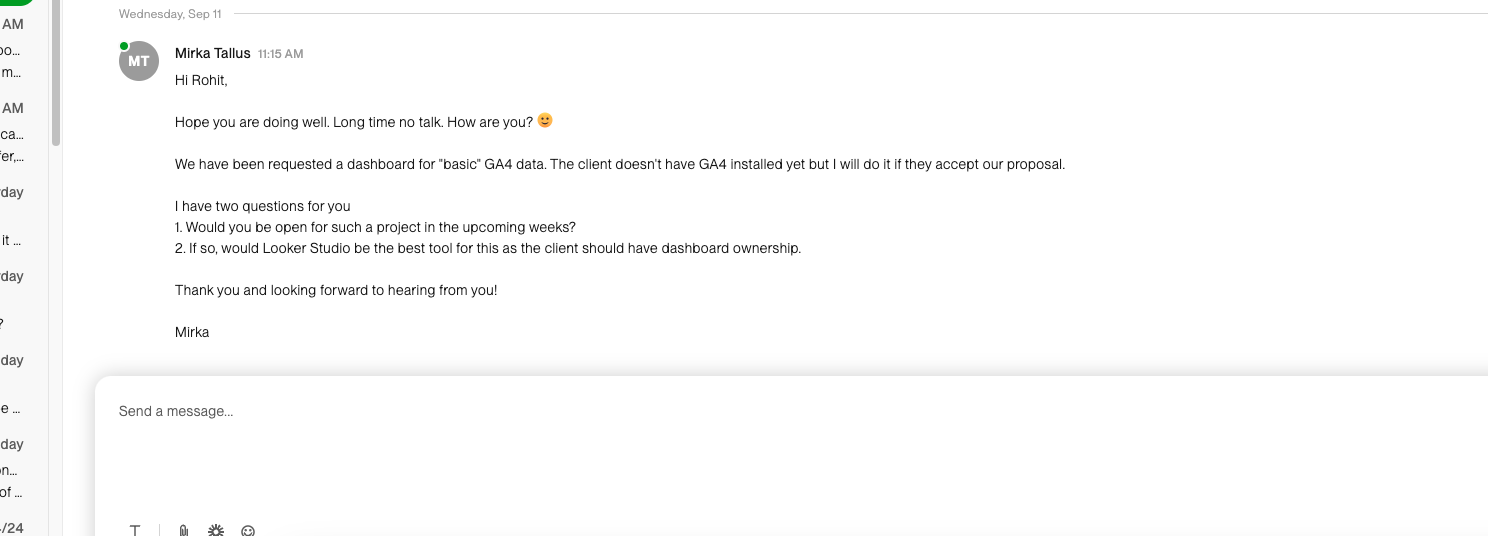 Wednesday, Sep 11
AM
oo...
m...
AM
ca...
fer,...
day
it ...
day
?
day
e ...
day
on...
of ...
/24
MT
Mirka Tallus 11:15 AM
Hi Rohit,
Hope you are doing well. Long time no talk. How are you? 🙂
We have been requested a dashboard for "basic" GA4 data. The client doesn't have GA4 installed yet but I will do it if they accept our proposal.
I have two questions for you
1. Would you be open for such a project in the upcoming weeks?
2. If so, would Looker Studio be the best tool for this as the client should have dashboard ownership.
Thank you and looking forward to hearing from you!
Mirka
Send a message...